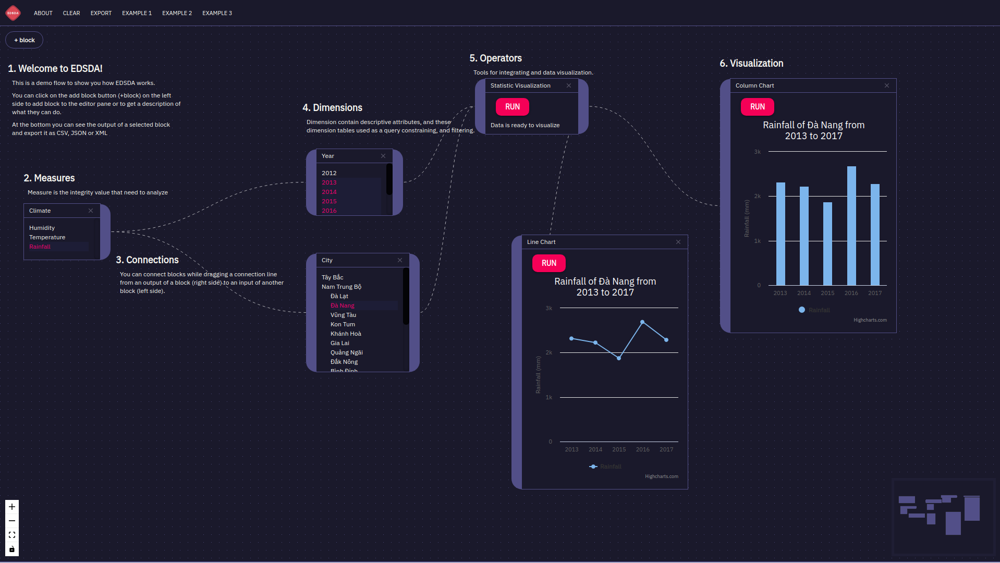 EDSDA
ABOUT
CLEAR
EXPORT
EXAMPLE 1
EXAMPLE 2
EXAMPLE 3
+ block
1. Welcome to EDSDA!
This is a demo flow to show you how EDSDA works.
You can click on the add block button (+block) on the left
side to add block to the editor pane or to get a description of
what they can do.
At the bottom you can see the output of a selected block
and export it as CSV, JSON or XML
2. Measures
Measure is the integrity value that need to analyze
Climate
Humidity
Temperature
Rainfall
3. Connections
You can connect blocks while dragging a connection line
from an output of a block (right side) to an input of another
block (left side).
4. Dimensions
Dimension contain descriptive attributes, and these
dimension tables used as a query constraining, and filtering.
Year
2012
2013
2014
2015
2016
City
Tây Bắc
Nam Trung Bộ
Đà Lạt
Đà Nang
Vũng Tàu
Kon Tum
Khánh Hoà
Gia Lai
Quảng Ngãi
Đắk Nông
Bình Định
5. Operators
Tools for integrating and data visualization.
Statistic Visualization
RUN
Data is ready to visualize
Line Chart
RUN
Rainfall of Đà Nang from
2013 to 2017
Rainfall (mm)
3k
2k
1k
0
2013
2014
2015
2016
2017
Rainfall
Highcharts.com
6. Visualization
Column Chart
RUN
Rainfall of Đà Nang from
2013 to 2017
Rainfall (mm)
3k
2k
1k
0
2013
2014
2015
2016
2017
Rainfall
Highcharts.com